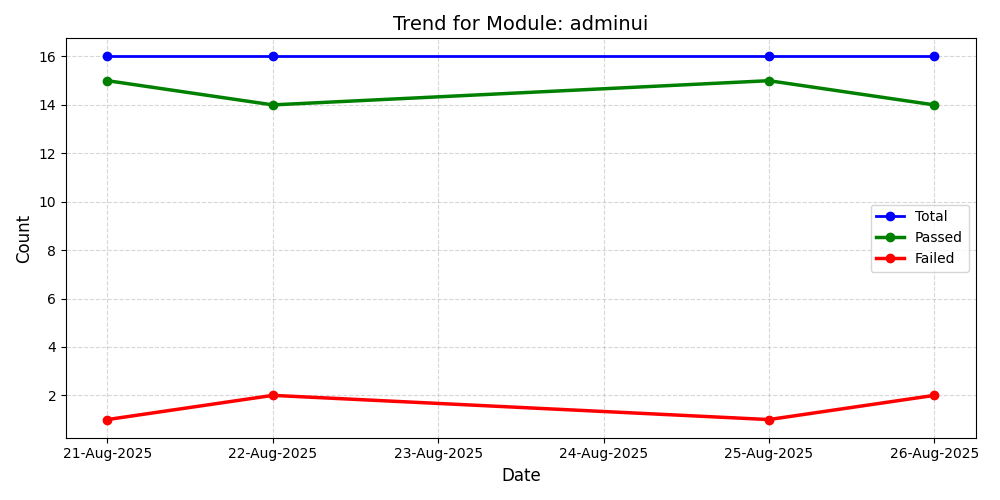 Trend for Module: adminui
16
14
12
10
8
6
4
2
Count
Total
Passed
Failed
21-Aug-2025 22-Aug-2025 23-Aug-2025 24-Aug-2025 25-Aug-2025 26-Aug-2025
Date